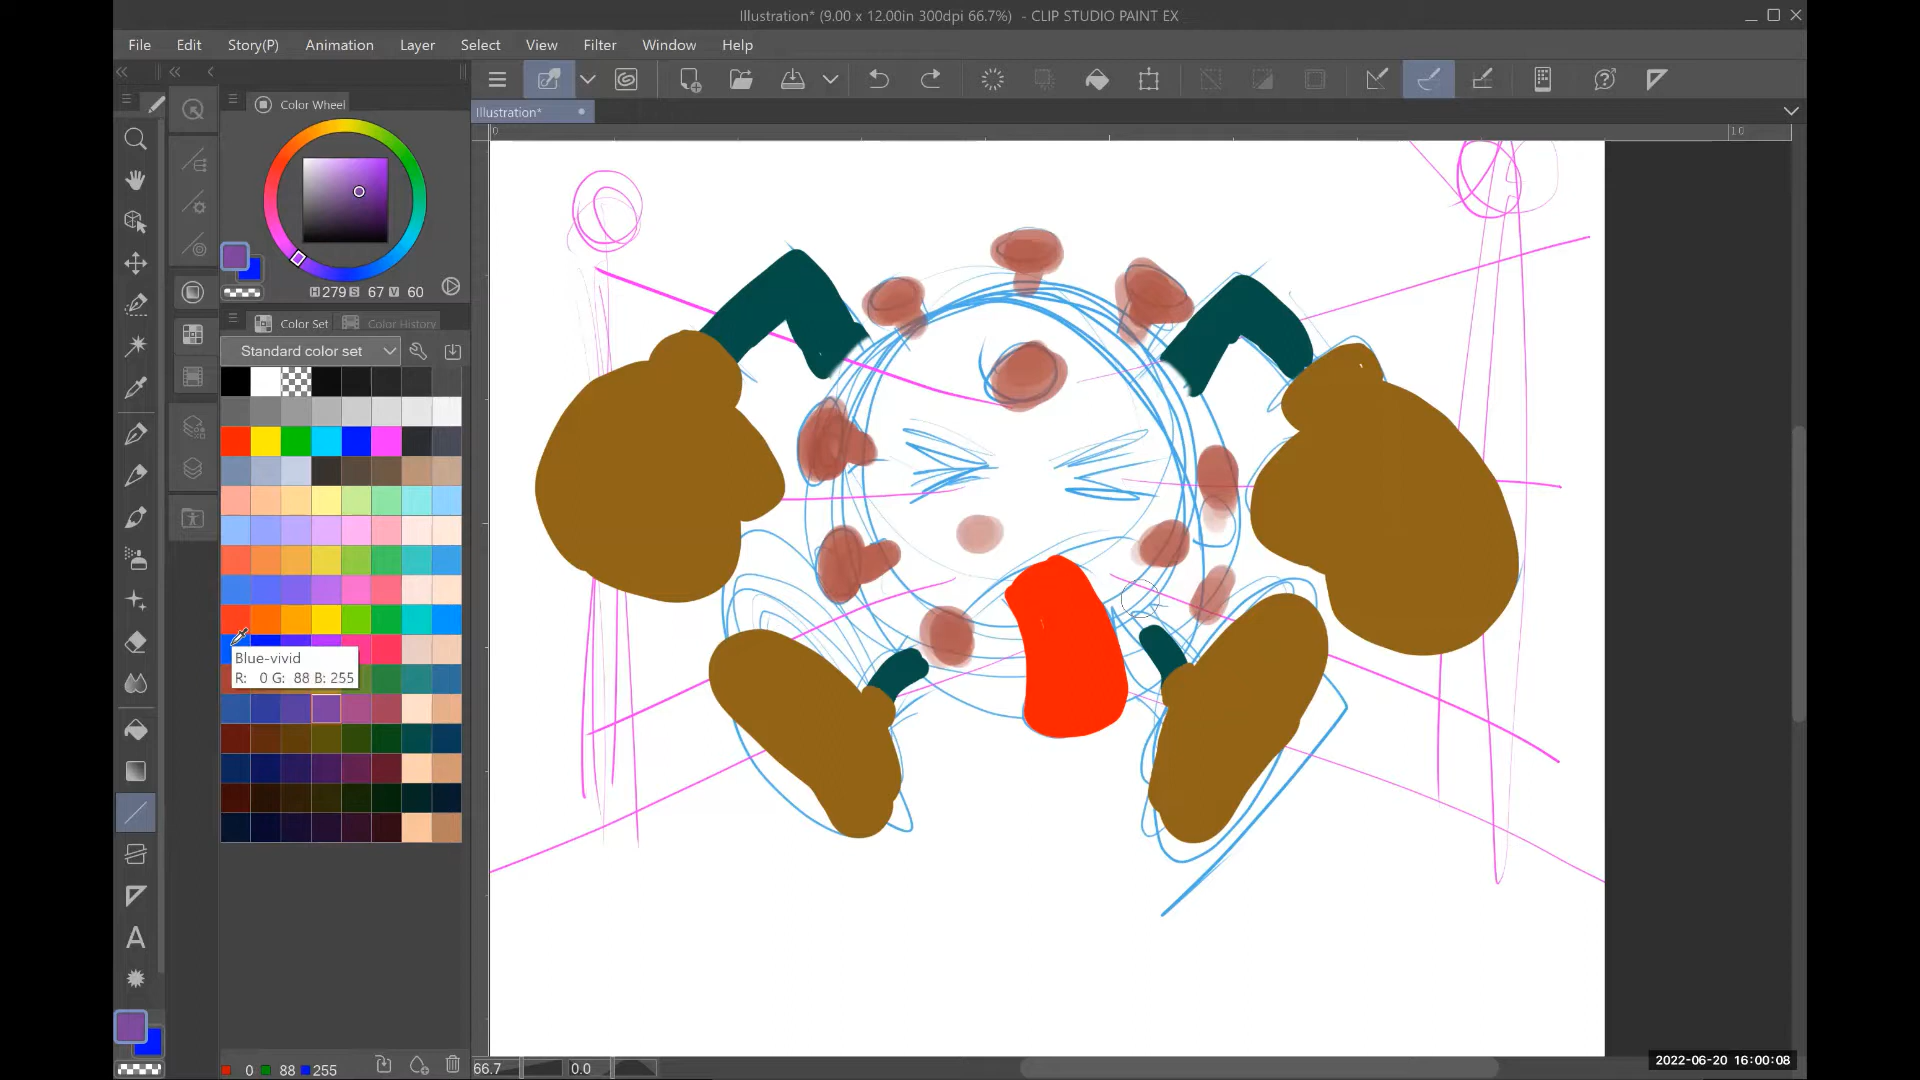 Illustration* (9.00 x 12.00in 300dpi 66.7%) - CLIP STUDIO PAINT EX
File Edit Story(P) Animation Layer Select View Filter Window Help
Color Wheel
Illustration*
0
10
H 279 S 67 V 60
Color Set Color History
Standard color set
Blue-vivid
R: 0 G: 88 B: 255
A
0 88 255
66.7 0.0
2022-06-20 16:00:08